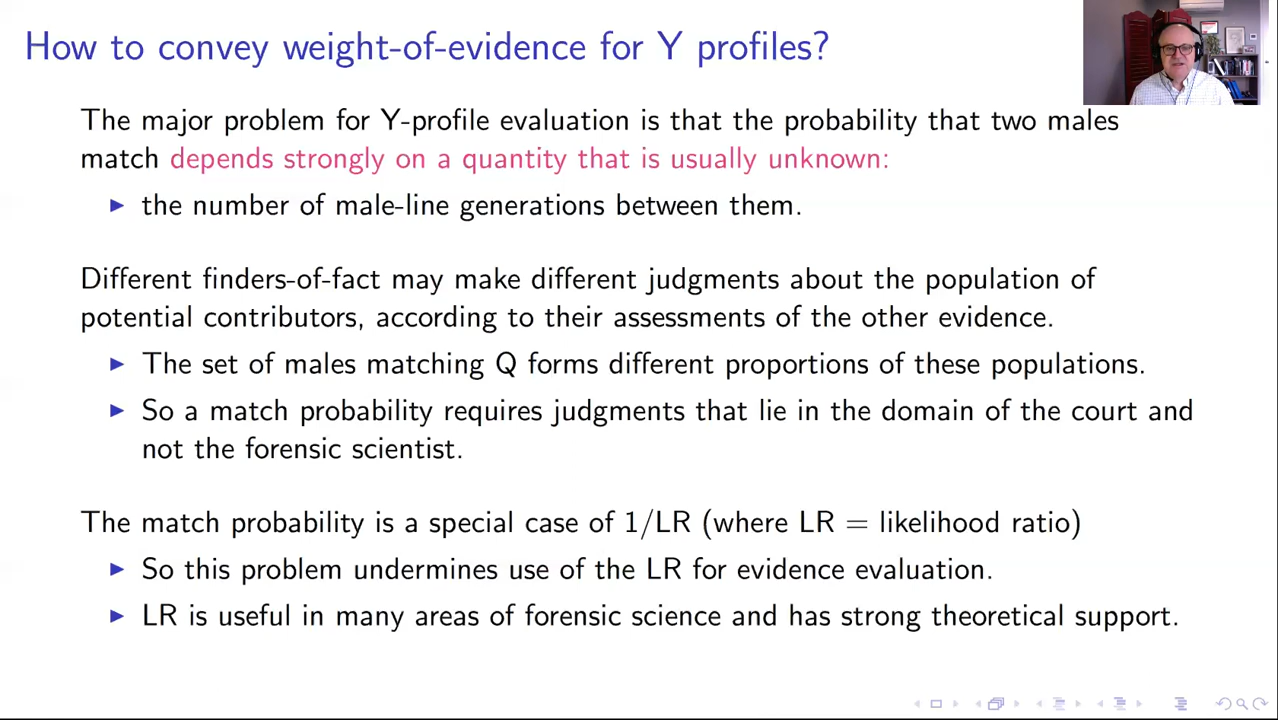 How to convey weight-of-evidence for Y profiles?
The major problem for Y-profile evaluation is that the probability that two males
match depends strongly on a quantity that is usually unknown:
▶ the number of male-line generations between them.
Different finders-of-fact may make different judgments about the population of
potential contributors, according to their assessments of the other evidence.
▶ The set of males matching Q forms different proportions of these populations.
▶ So a match probability requires judgments that lie in the domain of the court and
not the forensic scientist.
The match probability is a special case of 1/LR (where LR = likelihood ratio)
▶ So this problem undermines use of the LR for evidence evaluation.
▶ LR is useful in many areas of forensic science and has strong theoretical support.